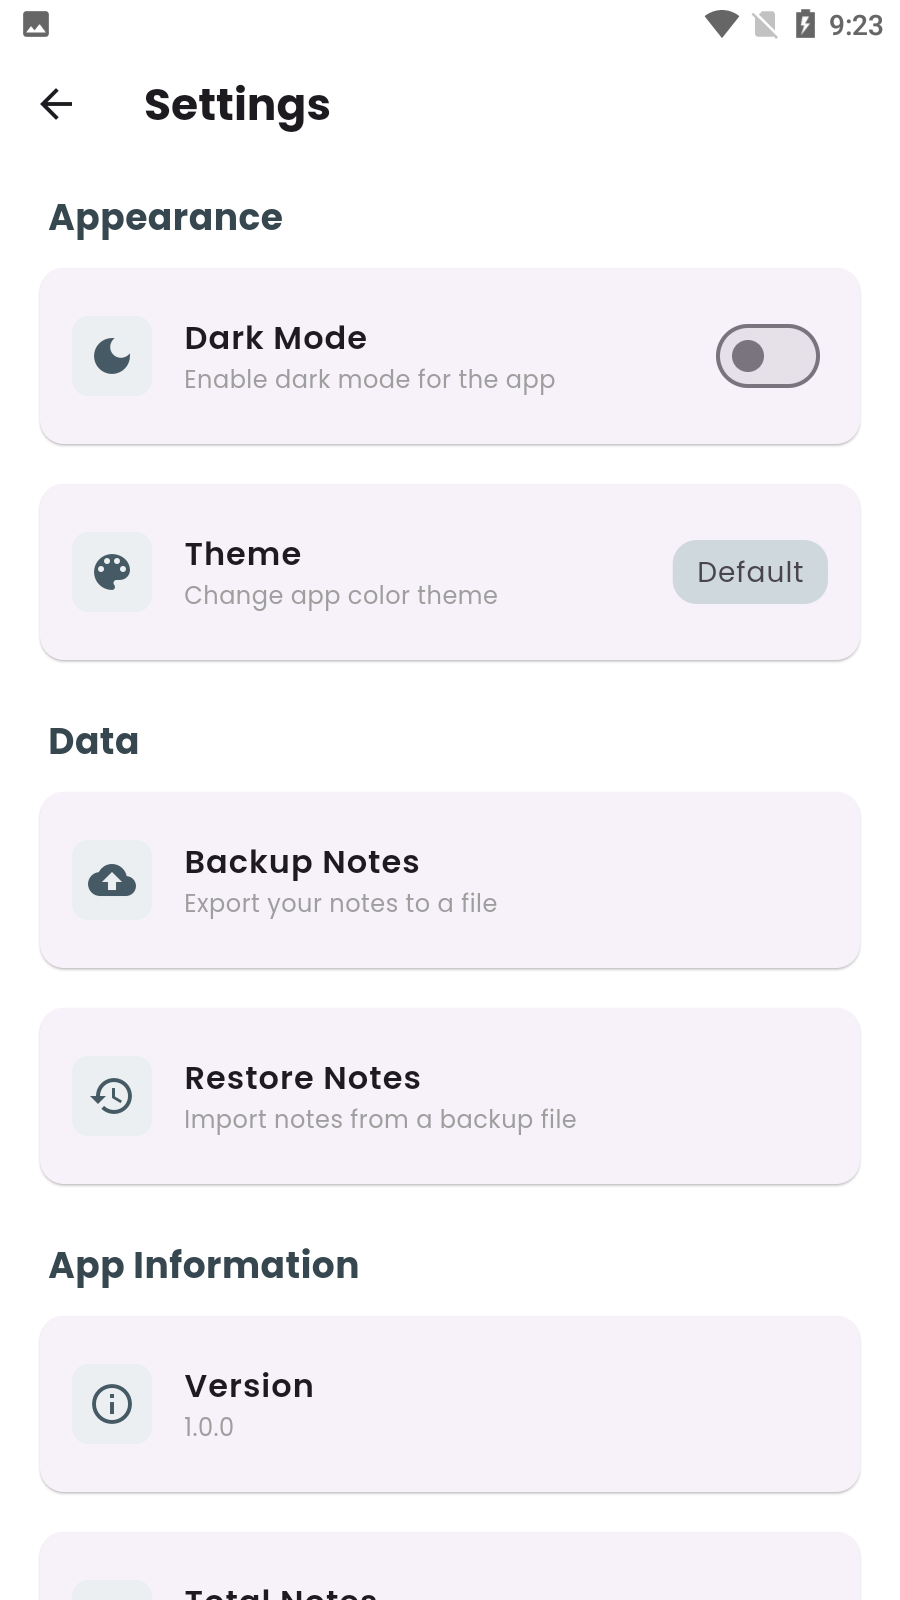 9:23
Settings
Appearance
Dark Mode
Enable dark mode for the app
Theme
Change app color theme
Default
Data
Backup Notes
Export your notes to a file
Restore Notes
Import notes from a backup file
App Information
Version
1.0.0
Total Notes